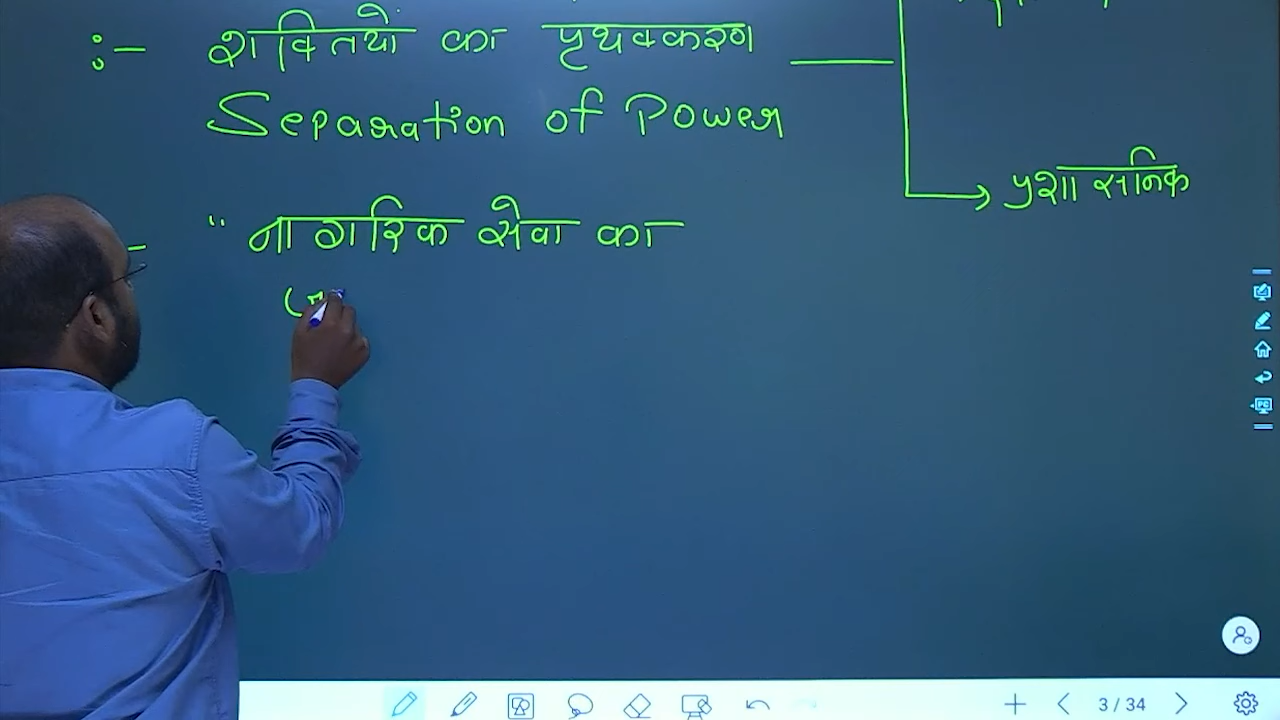 :- शक्तियों का पृथक्करण
Separation of Power
प्रशासनिक
- " नागरिक सेवा का
3 / 34